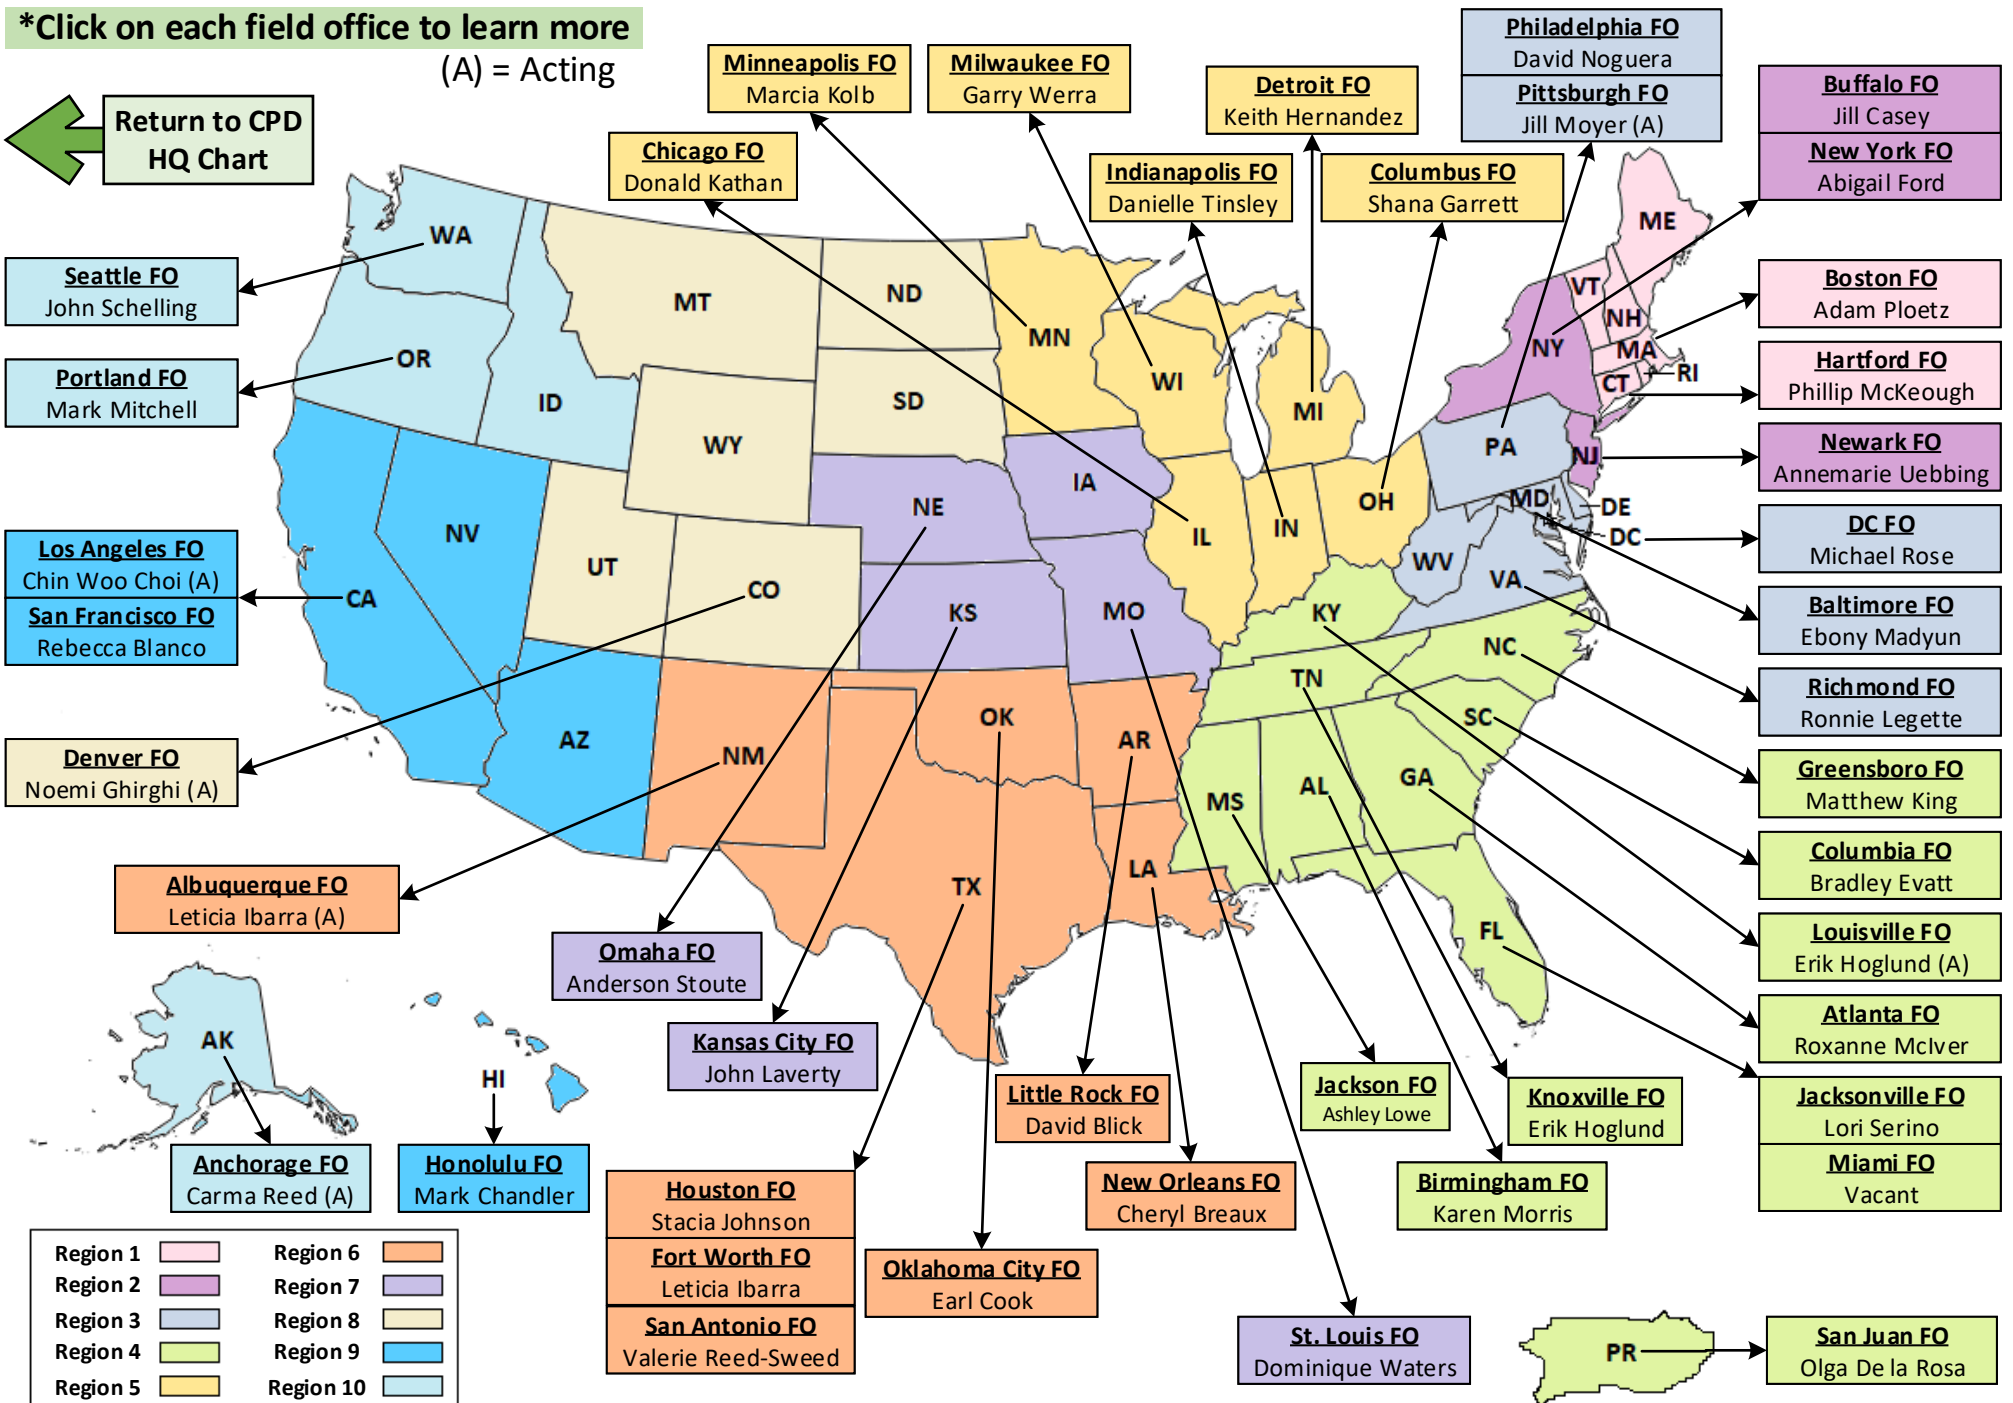 *Click on each field office to learn more
(A) = Acting
Return to CPD
HQ Chart
Minneapolis FO
Marcia Kolb
Milwaukee FO
Garry Werra
Detroit FO
Keith Hernandez
Philadelphia FO
David Noguera
Pittsburgh FO
Jill Moyer (A)
Buffalo FO
Jill Casey
New York FO
Abigail Ford
Chicago FO
Donald Kathan
Indianapolis FO
Danielle Tinsley
Columbus FO
Shana Garrett
Seattle FO
John Schelling
Portland FO
Mark Mitchell
Los Angeles FO
Chin Woo Choi (A)
San Francisco FO
Rebecca Blanco
Denver FO
Noemi Ghirghi (A)
Albuquerque FO
Leticia Ibarra (A)
WA
OR
ID
MT
ND
SD
WY
MN
WI
MI
IA
NE
NV
UT
CO
CA
KS
MO
IL
IN
OH
KY
WV
VA
PA
NY
NJ
VT
NH
ME
MA
RI
CT
MD
DE
DC
AZ
NM
OK
AR
TX
LA
MS
AL
GA
TN
NC
SC
FL
AK
HI
PR
Boston FO
Adam Ploetz
Hartford FO
Phillip McKeough
Newark FO
Annemarie Uebbing
DC FO
Michael Rose
Baltimore FO
Ebony Madyun
Richmond FO
Ronnie Legette
Greensboro FO
Matthew King
Columbia FO
Bradley Evatt
Louisville FO
Erik Hoglund (A)
Atlanta FO
Roxanne McIver
Jacksonville FO
Lori Serino
Miami FO
Vacant
Omaha FO
Anderson Stoute
Kansas City FO
John Laverty
Little Rock FO
David Blick
Jackson FO
Ashley Lowe
Knoxville FO
Erik Hoglund
Anchorage FO
Carma Reed (A)
Honolulu FO
Mark Chandler
Houston FO
Stacia Johnson
Fort Worth FO
Leticia Ibarra
San Antonio FO
Valerie Reed-Sweed
New Orleans FO
Cheryl Breaux
Birmingham FO
Karen Morris
Oklahoma City FO
Earl Cook
St. Louis FO
Dominique Waters
San Juan FO
Olga De la Rosa
Region 1
Region 2
Region 3
Region 4
Region 5
Region 6
Region 7
Region 8
Region 9
Region 10